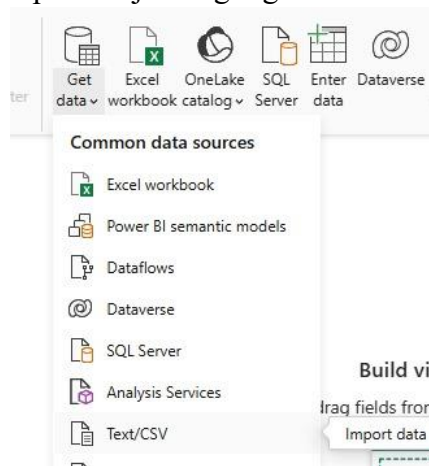 Get data
Excel workbook
OneLake catalog
SQL Server
Enter data
Dataverse
ter
Common data sources
Excel workbook
Power BI semantic models
Dataflows
Dataverse
SQL Server
Analysis Services
Build vi
drag fields from
Text/CSV
Import data